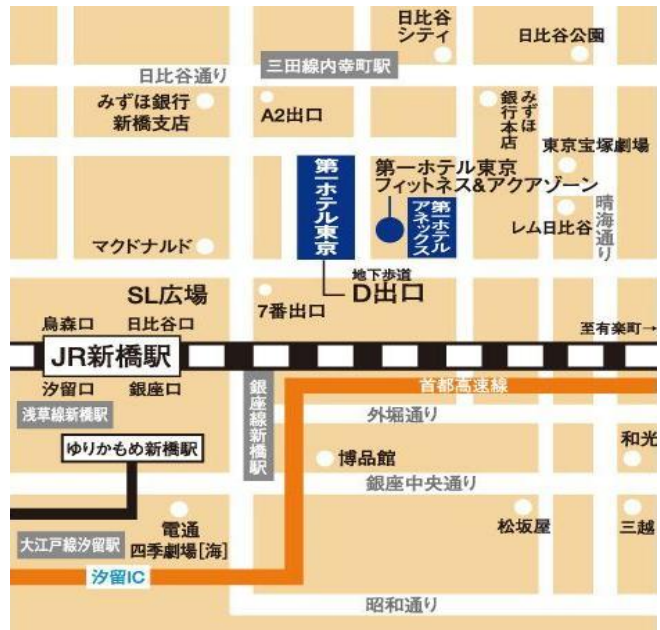 日比谷
シティ
日比谷公園
三田線内幸町駅
日比谷通り
みずほ銀行
新橋支店
A2出口
みずほ
銀行本店
東京宝塚劇場
第一ホテル東京
第一ホテル東京
フィットネス&アクアゾーン
第一ホテル
アネックス
レム日比谷
晴海通り
マクドナルド
地下歩道
D出口
SL広場
7番出口
烏森口
日比谷口
至有楽町→
JR新橋駅
汐留口
銀座口
首都高速線
浅草線新橋駅
銀座線新橋駅
外堀通り
ゆりかもめ新橋駅
博品館
和光
銀座中央通り
電通
四季劇場[海]
松坂屋
三越
大江戸線汐留駅
汐留IC
昭和通り